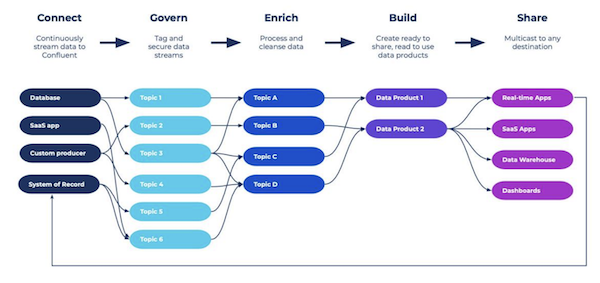 Connect
Govern
Enrich
Build
Share
Continuously
stream data to
Confluent
Tag and
secure data
streams
Process and
cleanse data
Create ready to
share, read to use
data products
Multicast to any
destination
Database
Topic 1
Topic A
Data Product 1
Real-time Apps
SaaS app
Topic 2
Topic B
Data Product 2
SaaS Apps
Custom producer
Topic 3
Topic C
Data Warehouse
System of Record
Topic 4
Topic D
Dashboards
Topic 5
Topic 6